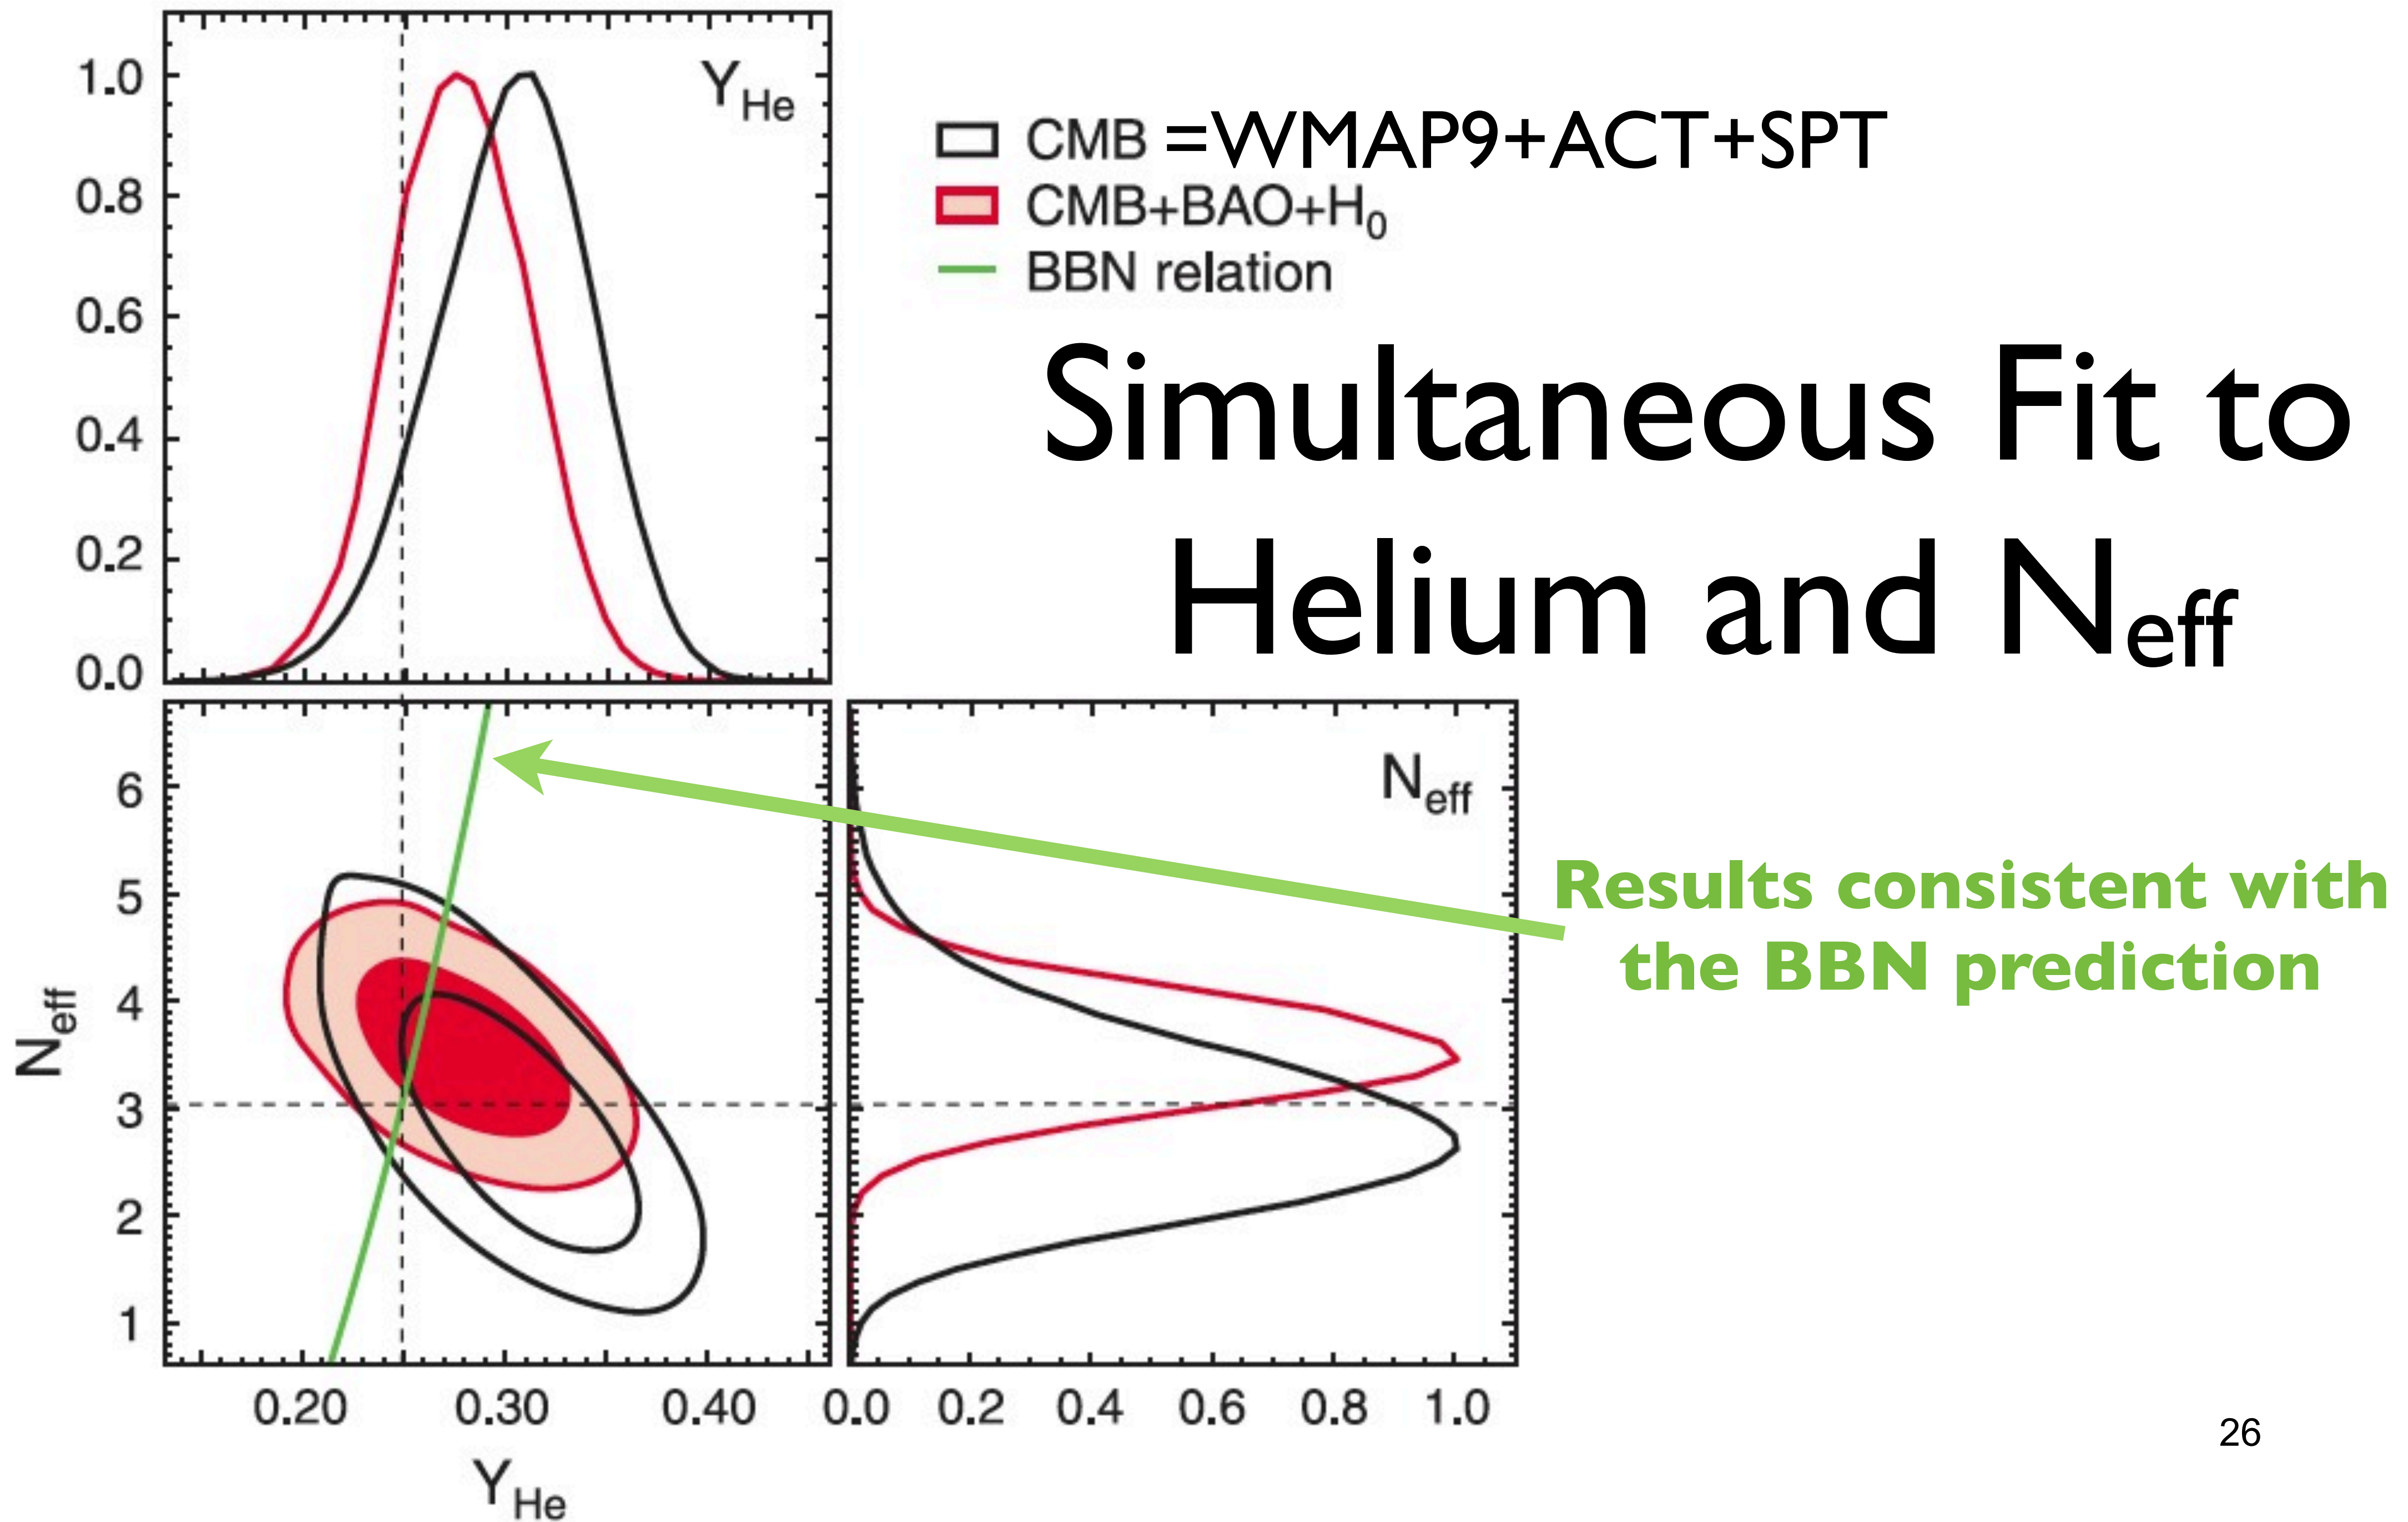 1.0
0.8
0.6
0.4
0.2
0.0
Y_He
CMB =WMAP9+ACT+SPT
CMB+BAO+H_0
BBN relation
Simultaneous Fit to
Helium and N_eff
N_eff
6
5
4
3
2
1
0.20 0.30 0.40
Y_He
N_eff
0.0 0.2 0.4 0.6 0.8 1.0
Results consistent with
the BBN prediction
26